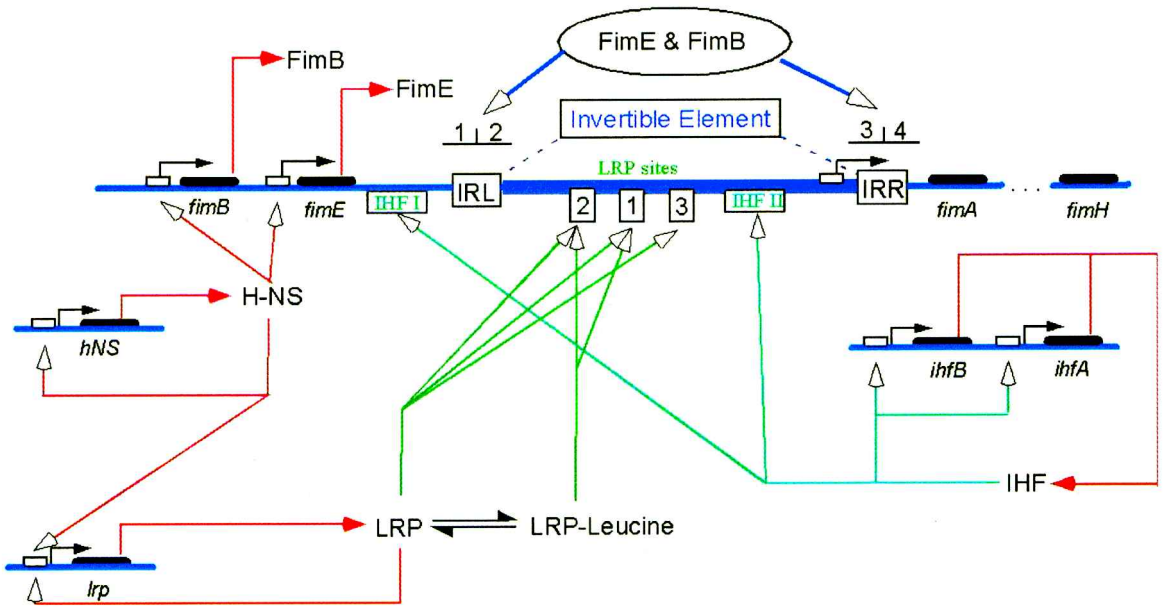 FimB
FimE & FimB
FimE
1 2
Invertible Element
3 4
LRP sites
fimB
fimE
IHF I
IRL
2
1
3
IHF II
IRR
fimA
...
fimH
H-NS
hNS
ihfB
ihfA
IHF
LRP
LRP-Leucine
lrp